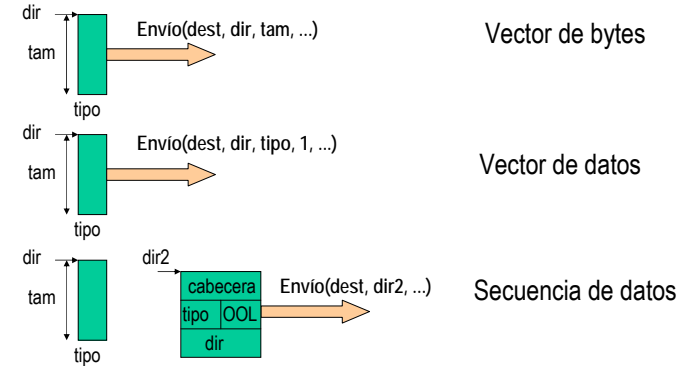 dir
tam
tipo
Envío(dest, dir, tam, ...)
Vector de bytes
dir
tam
tipo
Envío(dest, dir, tipo, 1, ...)
Vector de datos
dir
tam
tipo
dir2
cabecera
tipo OOL
dir
Envío(dest, dir2, ...)
Secuencia de datos